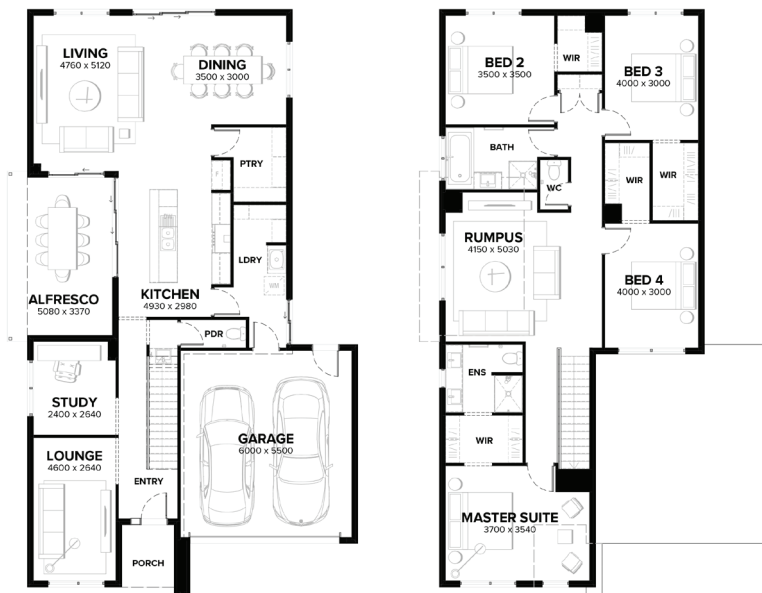 LIVING
4760 x 5120
DINING
3500 x 3000
PTRY
LDRY
WM
KITCHEN
4930 x 2980
ALFRESCO
5080 x 3370
PDR
STUDY
2400 x 2640
LOUNGE
4600 x 2640
GARAGE
6000 x 5500
ENTRY
PORCH
BED 2
3500 x 3500
WIR
BED 3
4000 x 3000
BATH
WC
WIR
WIR
RUMPUS
4150 x 5030
BED 4
4000 x 3000
ENS
WIR
MASTER SUITE
3700 x 3540